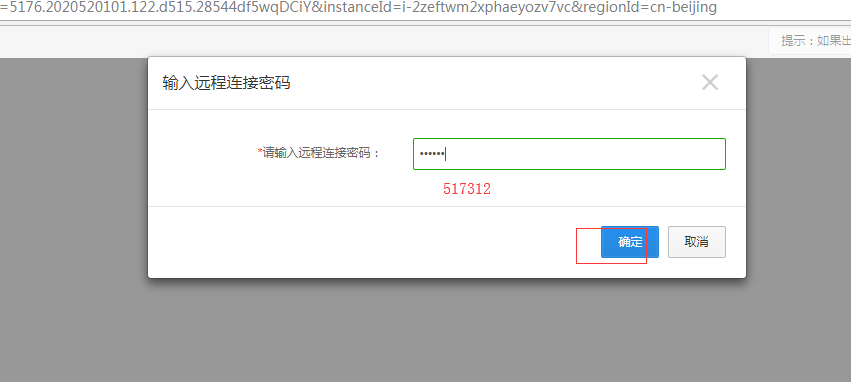 =5176.2020520101.122.d515.28544df5wqDCiY&instanceId=i-2zeftwm2xphaeyozv7vc&regionId=cn-beijing
提示：如果出
输入远程连接密码
*请输入远程连接密码：
••••••
517312
确定
取消